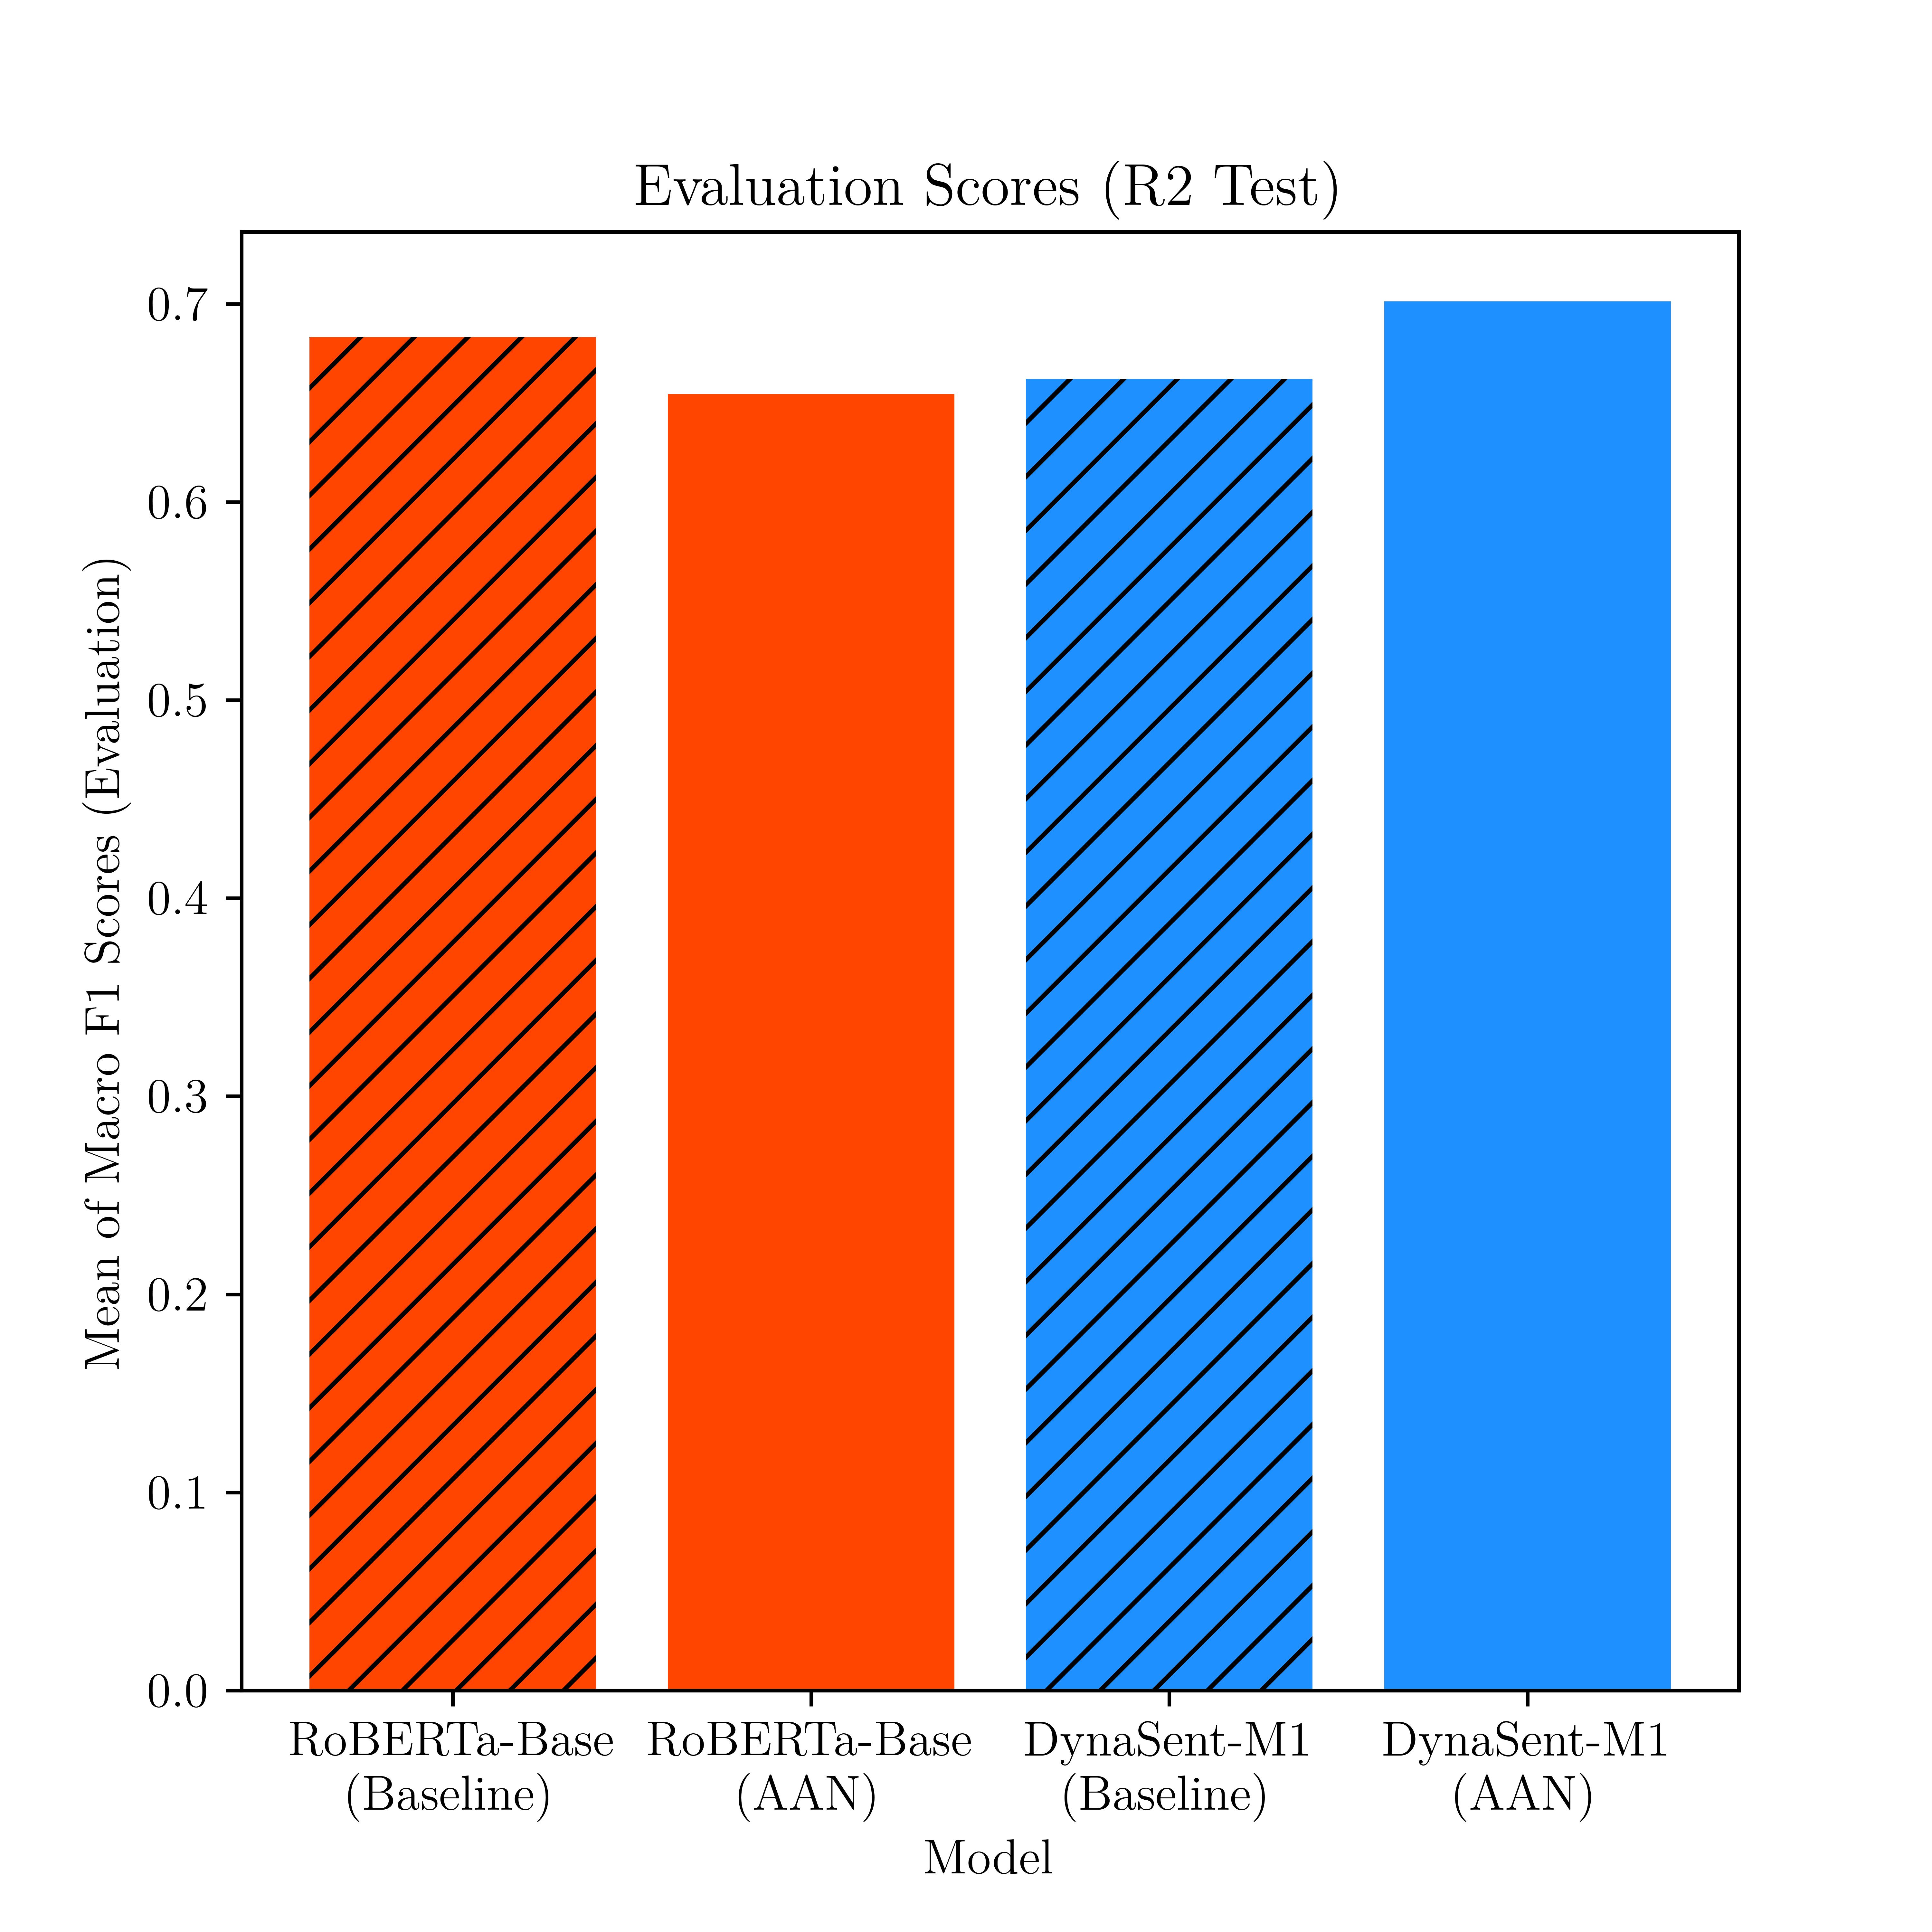 Evaluation Scores (R2 Test)
Mean of Macro F1 Scores (Evaluation)
0.7
0.6
0.5
0.4
0.3
0.2
0.1
0.0
RoBERTa-Base
(Baseline)
RoBERTa-Base
(AAN)
DynaSent-M1
(Baseline)
DynaSent-M1
(AAN)
Model